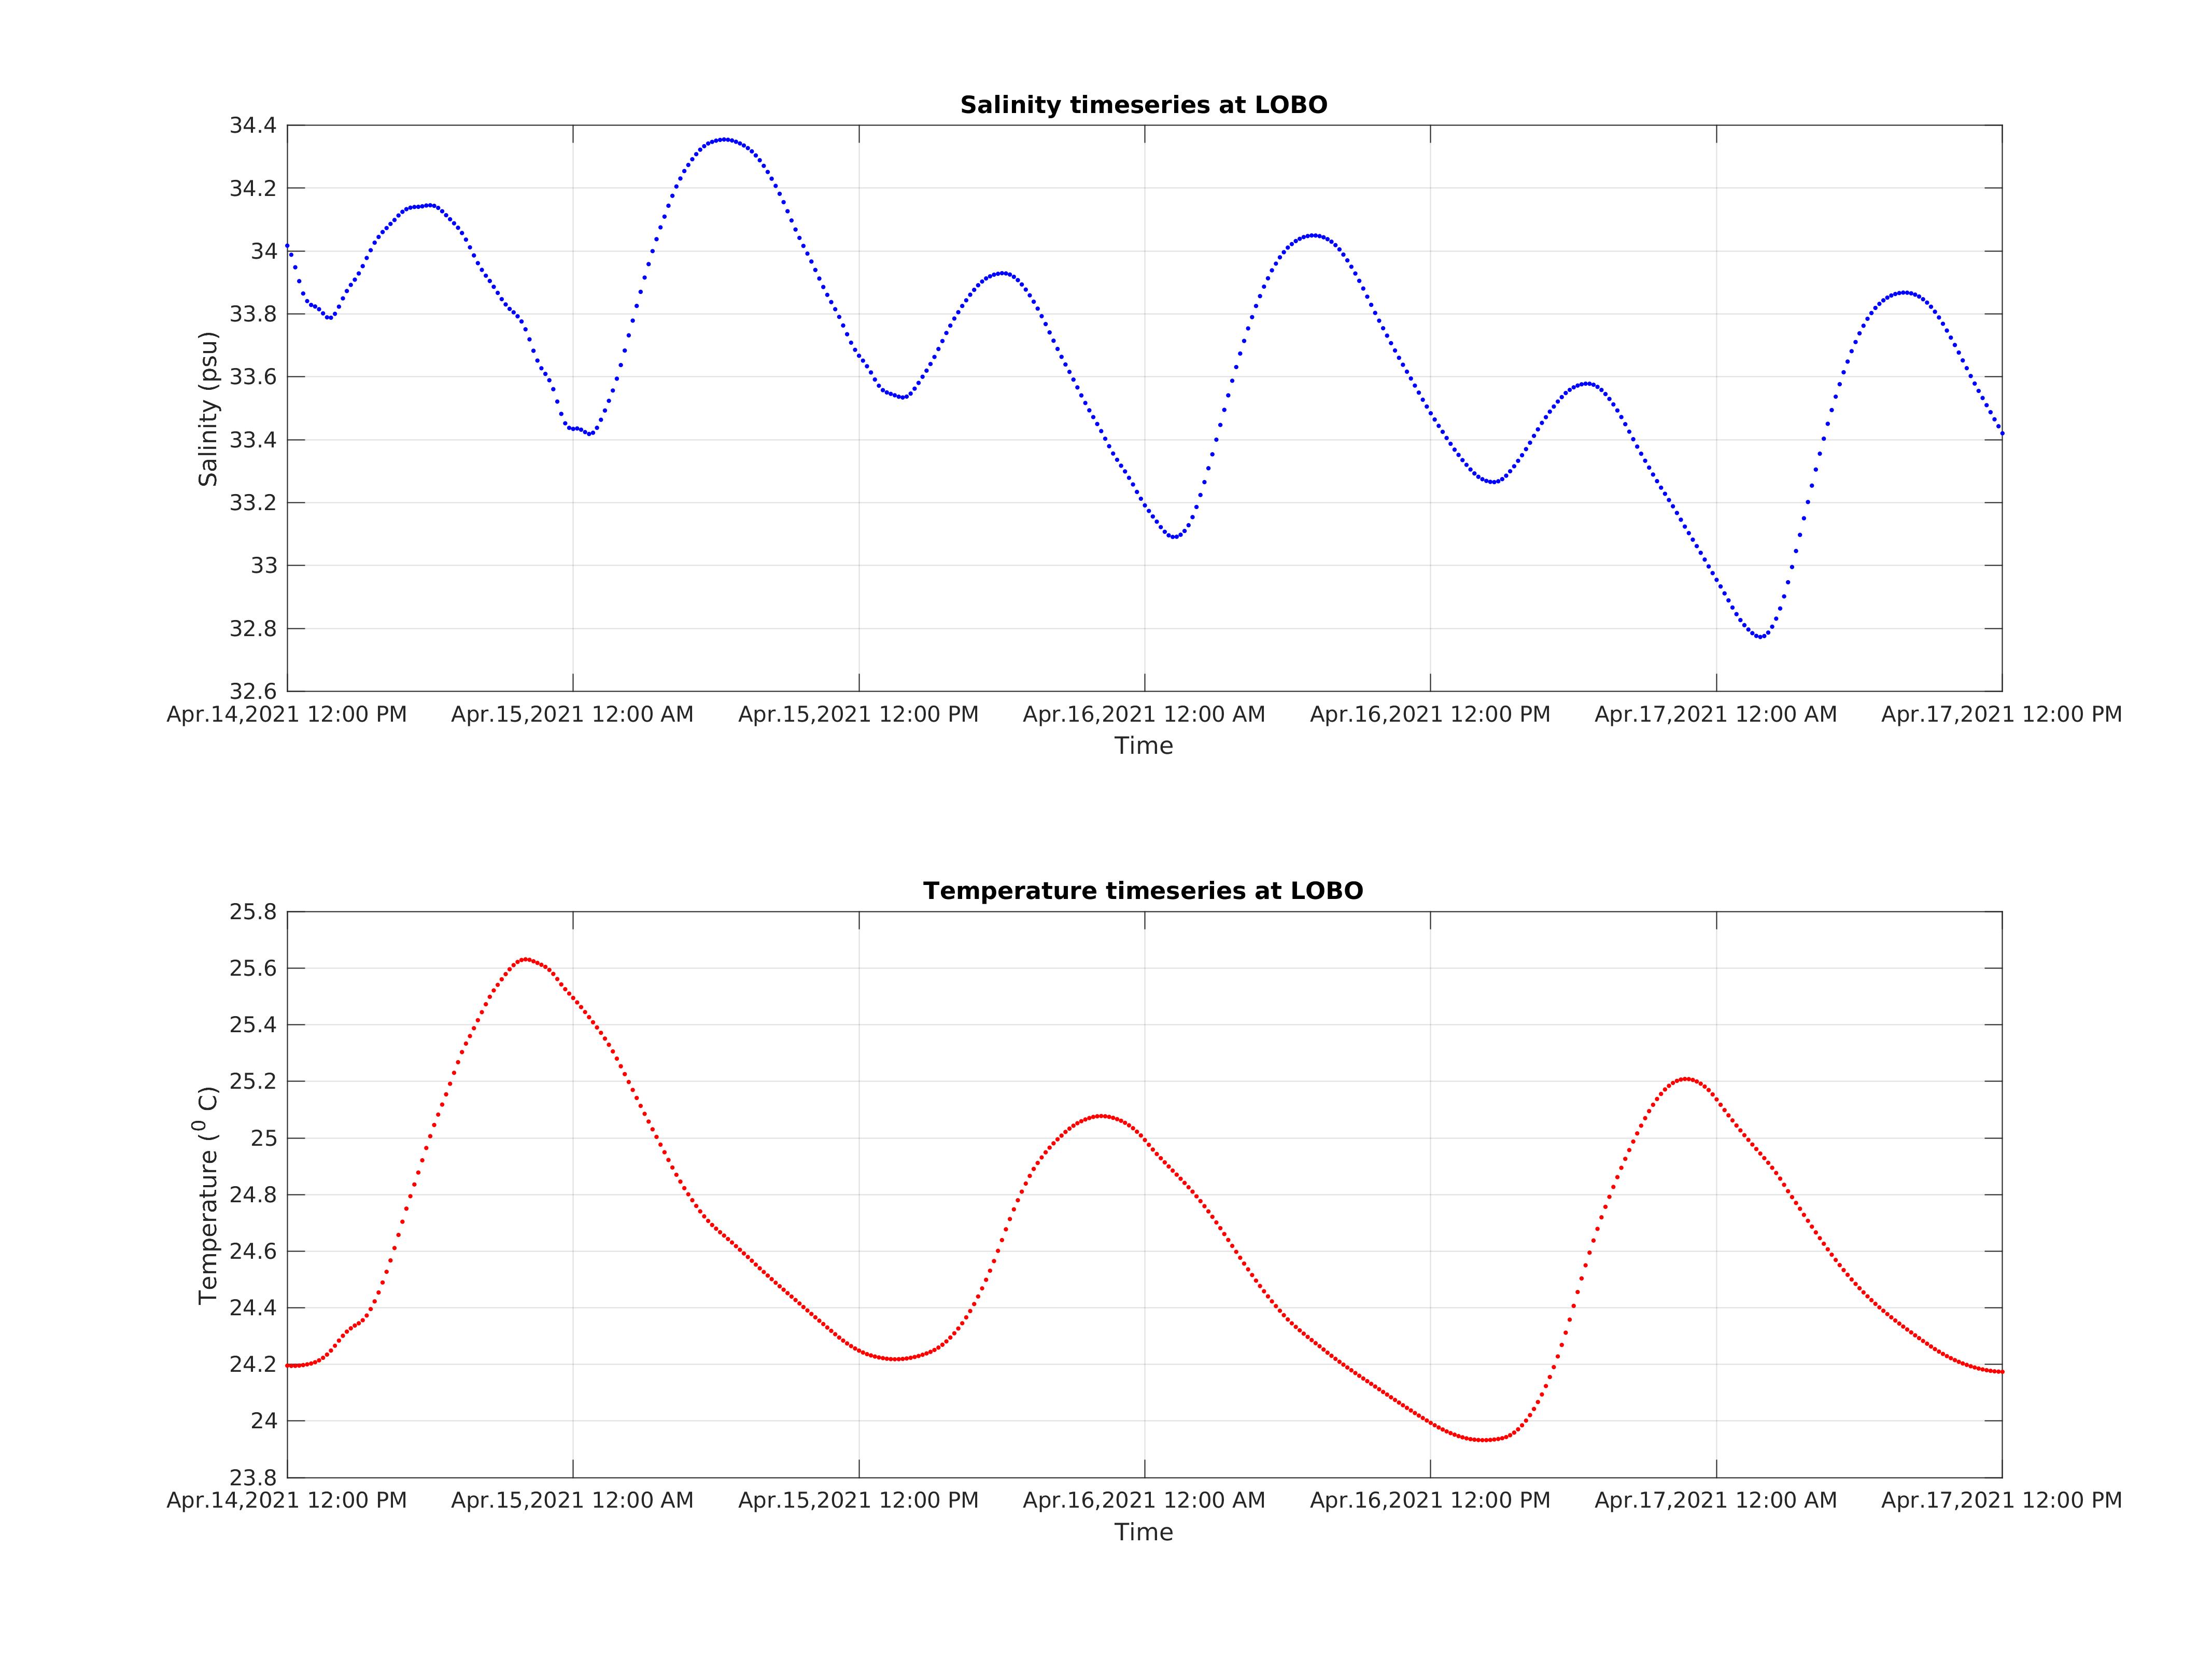 Salinity timeseries at LOBO
34.4
34.2
34
33.8
33.6
33.4
33.2
33
32.8
32.6
Salinity (psu)
Apr.14,2021 12:00 PM Apr.15,2021 12:00 AM Apr.15,2021 12:00 PM Apr.16,2021 12:00 AM Apr.16,2021 12:00 PM Apr.17,2021 12:00 AM Apr.17,2021 12:00 PM
Time
Temperature timeseries at LOBO
25.8
25.6
25.4
25.2
25
24.8
24.6
24.4
24.2
24
23.8
Temperature (⁰ C)
Apr.14,2021 12:00 PM Apr.15,2021 12:00 AM Apr.15,2021 12:00 PM Apr.16,2021 12:00 AM Apr.16,2021 12:00 PM Apr.17,2021 12:00 AM Apr.17,2021 12:00 PM
Time